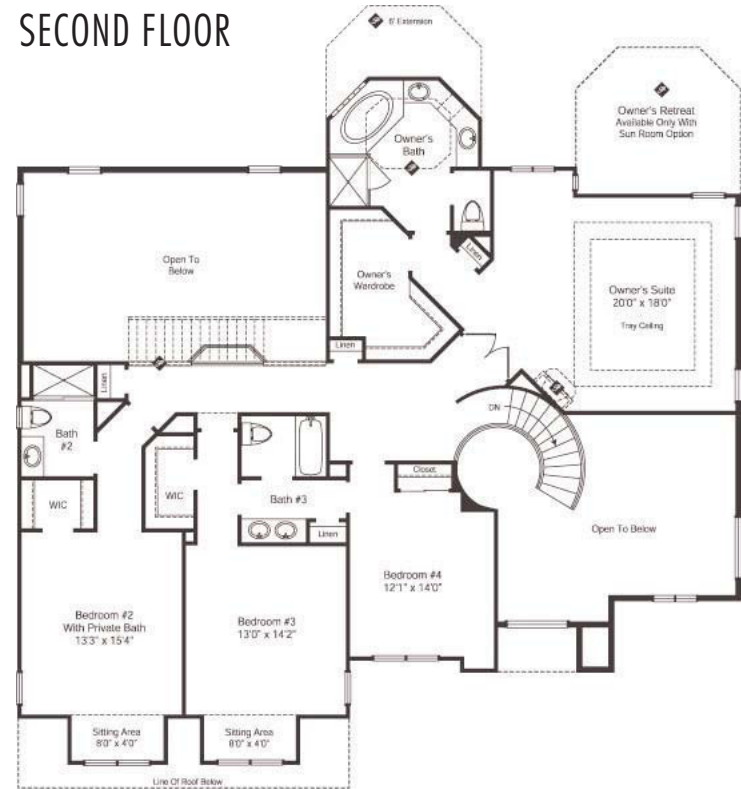 SECOND FLOOR
6' Extension
Owner's
Bath
Owner's Retreat
Available Only With
Sun Room Option
Open To
Below
Owner's
Wardrobe
Linen
Owner's Suite
20'0" x 18'0"
Tray Ceiling
Linen
Linen
DN
Bath
#2
WIC
WIC
Bath #3
Linen
Closet
Open To Below
Bedroom #4
12'1" x 14'0"
Bedroom #2
With Private Bath
13'3" x 15'4"
Bedroom #3
13'0" x 14'2"
Sitting Area
8'0" x 4'0"
Sitting Area
8'0" x 4'0"
Line Of Roof Below